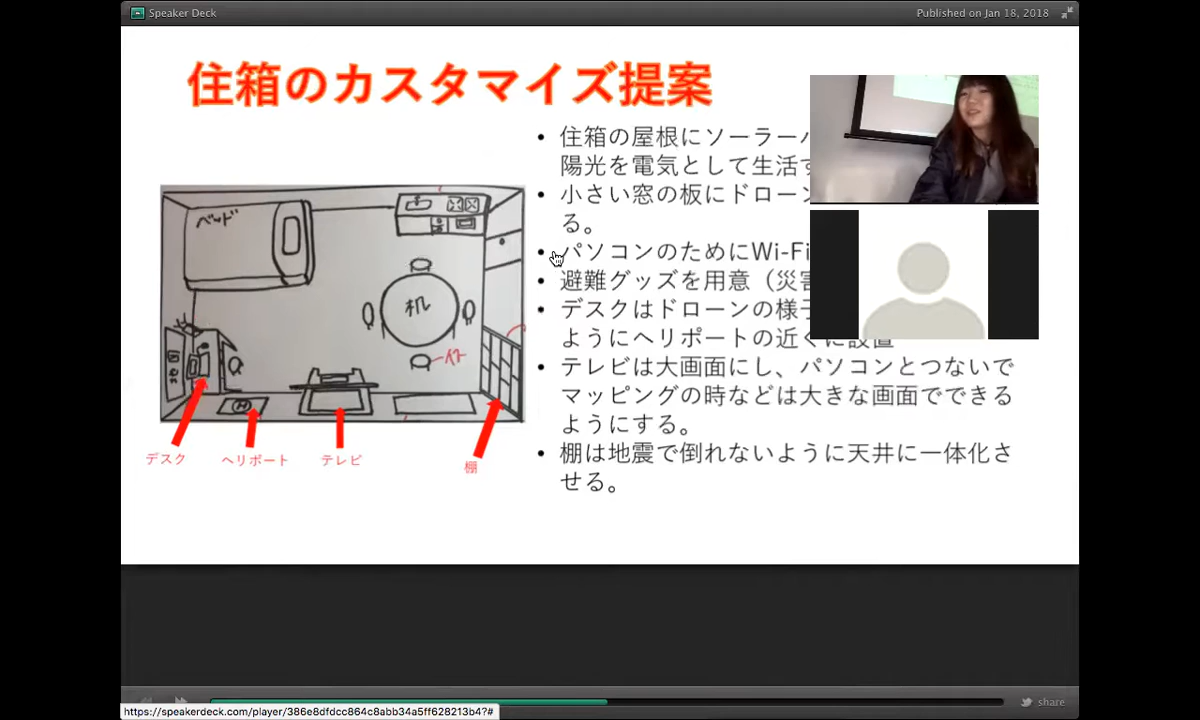 Speaker Deck
Published on Jan 18, 2018
住箱のカスタマイズ提案
• 住箱の屋根にソーラー
陽光を電気として生活
• 小さい窓の板にドローン
る。
• パソコンのためにWi-Fi
• 避難グッズを用意（災害
• デスクはドローンの様子
ようにヘリポートの近くに設置
• テレビは大画面にし、パソコンとつないで
マッピングの時などは大きな画面でできる
ようにする。
• 棚は地震で倒れないように天井に一体化さ
せる。
ベッド
机
イス
H
デスク
ヘリポート
テレビ
棚
share
https://speakerdeck.com/player/386e8dfdcc864c8abb34a5ff628213b4?#